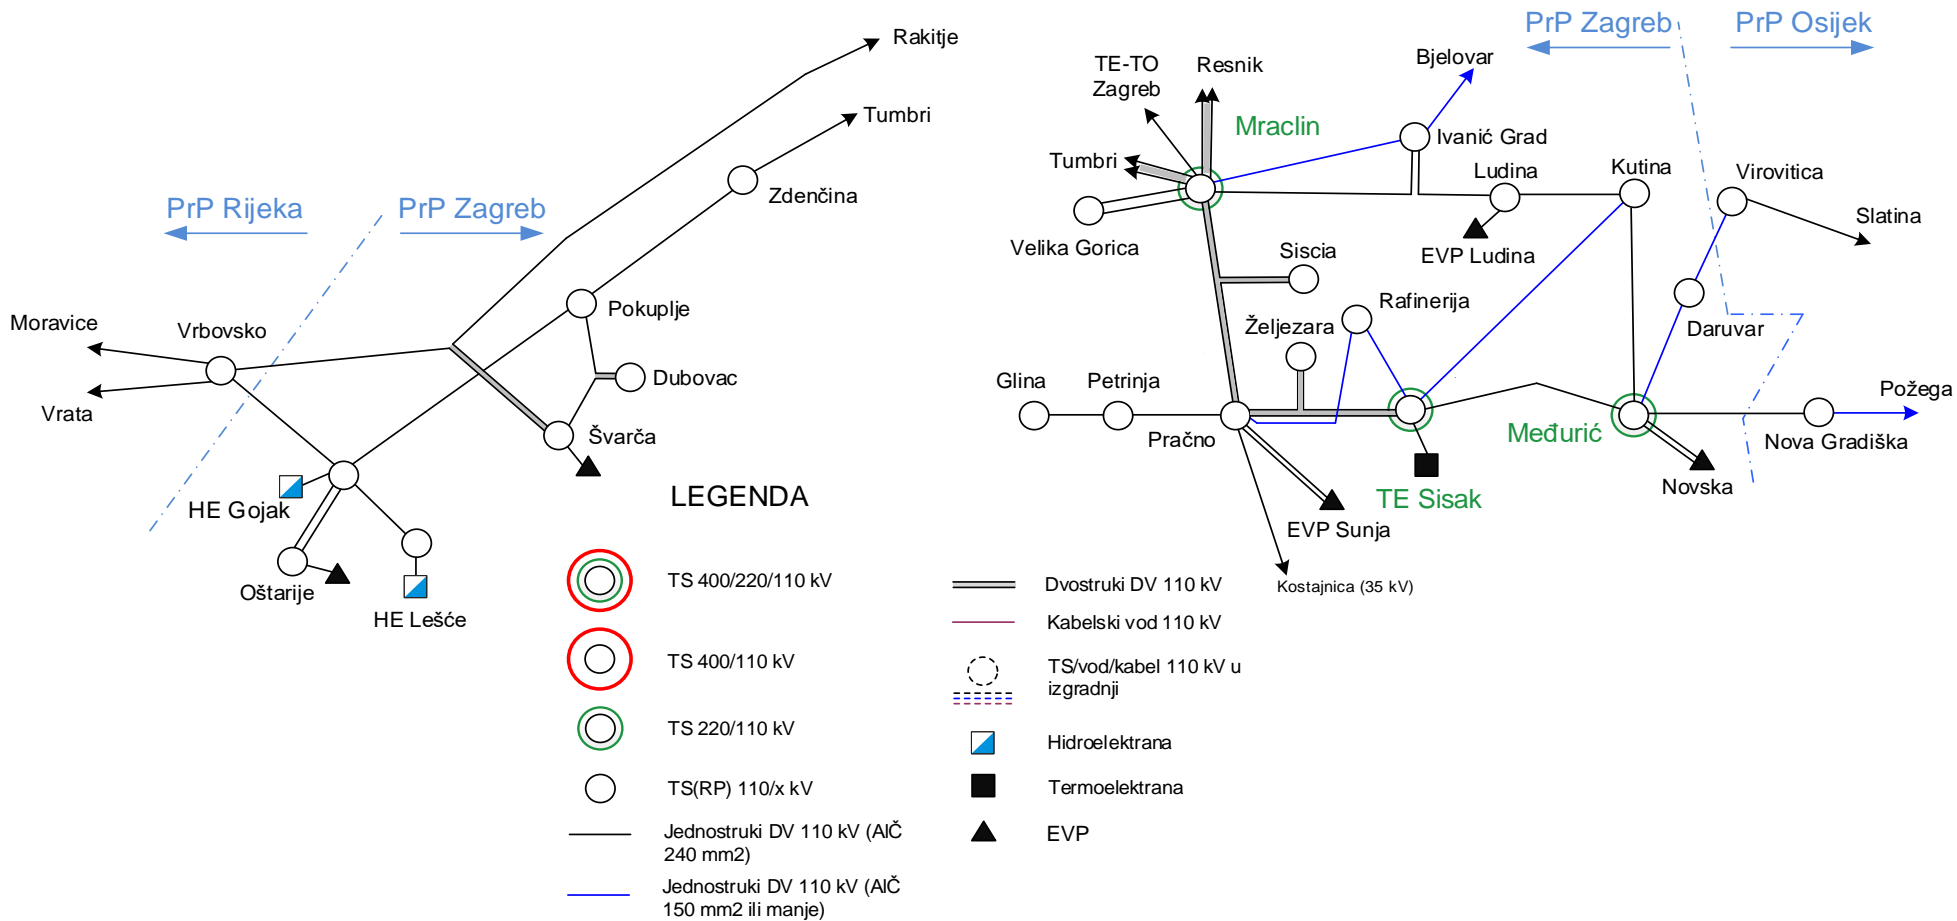 Rakitje
Tumbri
Zdenčina
PrP Rijeka
PrP Zagreb
Pokuplje
Moravice
Vrbovsko
Dubovac
Vrata
Švarča
HE Gojak
Oštarije
HE Lešće
PrP Zagreb
PrP Osijek
TE-TO
Zagreb
Resnik
Bjelovar
Mraclin
Ivanić Grad
Tumbri
Ludina
Kutina
Virovitica
Slatina
Velika Gorica
Siscia
EVP Ludina
Rafinerija
Željezara
Daruvar
Glina
Petrinja
Požega
Pračno
Međurić
Nova Gradiška
TE Sisak
Novska
EVP Sunja
Kostajnica (35 kV)
LEGENDA
TS 400/220/110 kV
TS 400/110 kV
TS 220/110 kV
TS(RP) 110/x kV
Jednostruki DV 110 kV (AlČ
240 mm2)
Jednostruki DV 110 kV (AlČ
150 mm2 ili manje)
Dvostruki DV 110 kV
Kabelski vod 110 kV
TS/vod/kabel 110 kV u
izgradnji
Hidroelektrana
Termoelektrana
EVP